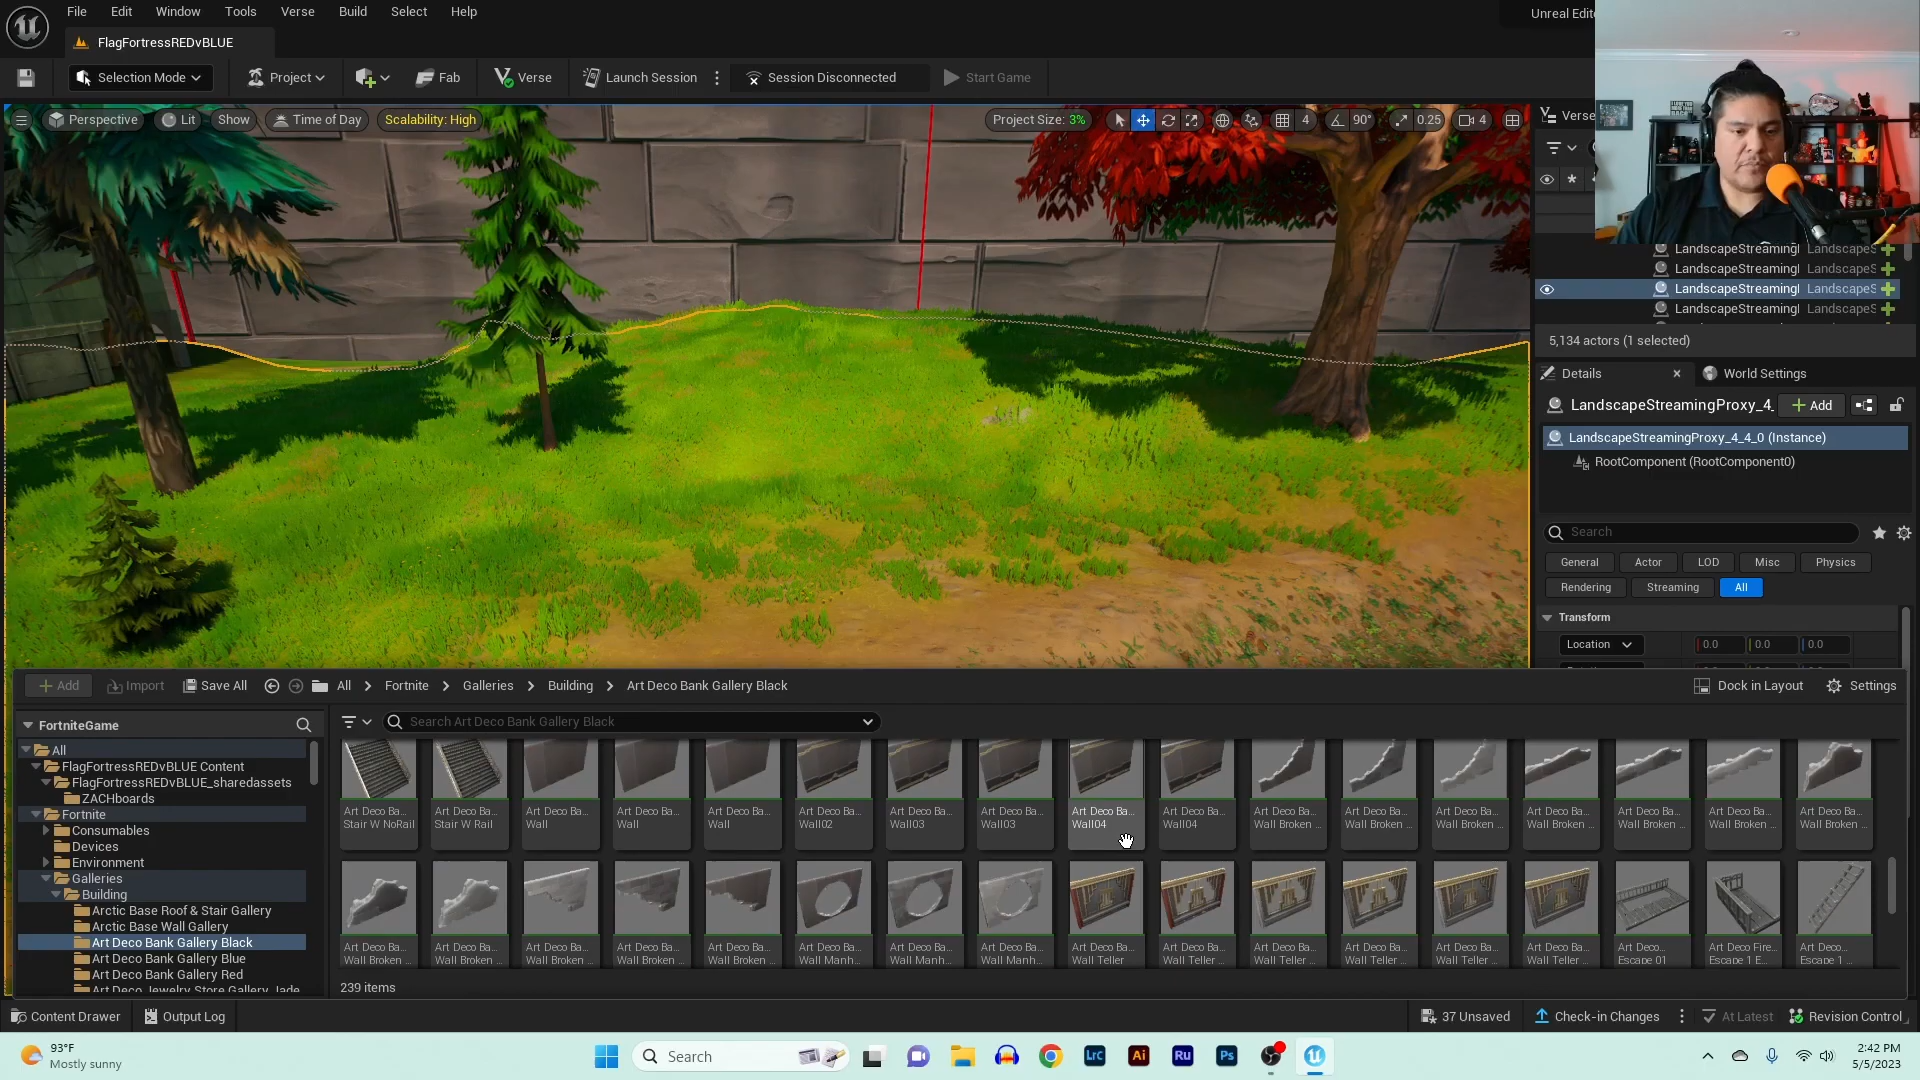 File Edit Window Tools Verse Build Select Help
Unreal Edit
FlagFortressREDvBLUE
Selection Mode Project Fab Verse Launch Session Session Disconnected Start Game
Perspective Lit Show Time of Day Scalability: High Project Size: 3% 4 90° 0.25 4
Verse
LandscapeStreamingl LandscapeS
LandscapeStreamingl LandscapeS
LandscapeStreamingl LandscapeS
LandscapeStreamingl LandscapeS
5,134 actors (1 selected)
Details World Settings
LandscapeStreamingProxy_4_ Add
LandscapeStreamingProxy_4_4_0 (Instance)
RootComponent (RootComponent0)
Search
General Actor LOD Misc Physics
Rendering Streaming All
Transform
Location 0.0 0.0 0.0
Add Import Save All All Fortnite Galleries Building Art Deco Bank Gallery Black Dock in Layout Settings
FortniteGame
Search Art Deco Bank Gallery Black
All
FlagFortressREDvBLUE Content
FlagFortressREDvBLUE_sharedassets
ZACHboards
Fortnite
Consumables
Devices
Environment
Galleries
Building
Arctic Base Roof & Stair Gallery
Arctic Base Wall Gallery
Art Deco Bank Gallery Black
Art Deco Bank Gallery Blue
Art Deco Bank Gallery Red
Art Deco Jewelry Store Gallery Jade
Art Deco Ba... Art Deco Ba... Art Deco Ba... Art Deco Ba... Art Deco Ba... Art Deco Ba... Art Deco Ba... Art Deco Ba... Art Deco Ba... Art Deco Ba... Art Deco Ba... Art Deco Ba... Art Deco Ba... Art Deco Ba... Art Deco Ba... Art Deco Ba... Art Deco Ba...
Stair W NoRail Stair W Rail Wall Wall Wall Wall02 Wall03 Wall03 Wall04 Wall04 Wall Broken ... Wall Broken ... Wall Broken ... Wall Broken ... Wall Broken ... Wall Broken ... Wall Broken ...
Art Deco Ba... Art Deco Ba... Art Deco Ba... Art Deco Ba... Art Deco Ba... Art Deco Ba... Art Deco Ba... Art Deco Ba... Art Deco Ba... Art Deco Ba... Art Deco Ba... Art Deco Ba... Art Deco Ba... Art Deco Ba... Art Deco... Art Deco Fire... Art Deco...
Wall Broken ... Wall Broken ... Wall Broken ... Wall Broken ... Wall Broken ... Wall Manh... Wall Manh... Wall Manh... Wall Teller Wall Teller ... Wall Teller ... Wall Teller ... Wall Teller ... Wall Teller ... Escape 01 Escape 1 E... Escape 1 ...
239 items
Content Drawer Output Log 37 Unsaved Check-in Changes At Latest Revision Control
93°F
Mostly sunny
Search
LrC Ai Ru Ps
2:42 PM
5/5/2023